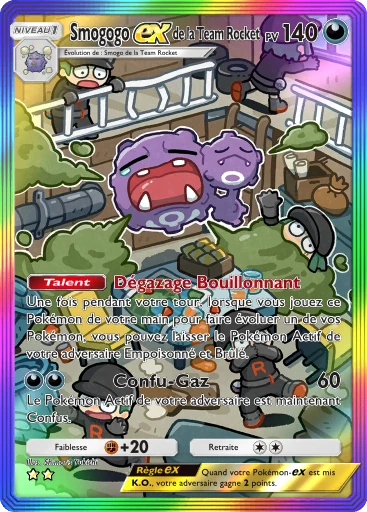 NIVEAU 1
Smogogo ex de la Team Rocket PV 140
Évolution de : Smogo de la Team Rocket
Talent Dégazage Bouillonnant
Une fois pendant votre tour, lorsque vous jouez ce
Pokémon de votre main pour faire évoluer un de vos
Pokémon, vous pouvez laisser le Pokémon Actif de
votre adversaire Empoisonné et Brûlé.
Confu-Gaz 60
Le Pokémon Actif de votre adversaire est maintenant
Confus.
Faiblesse +20 Retraite
Illus. Shinji Yukichi
Règle ex Quand votre Pokémon-ex est mis
K.O., votre adversaire gagne 2 points.
R
R